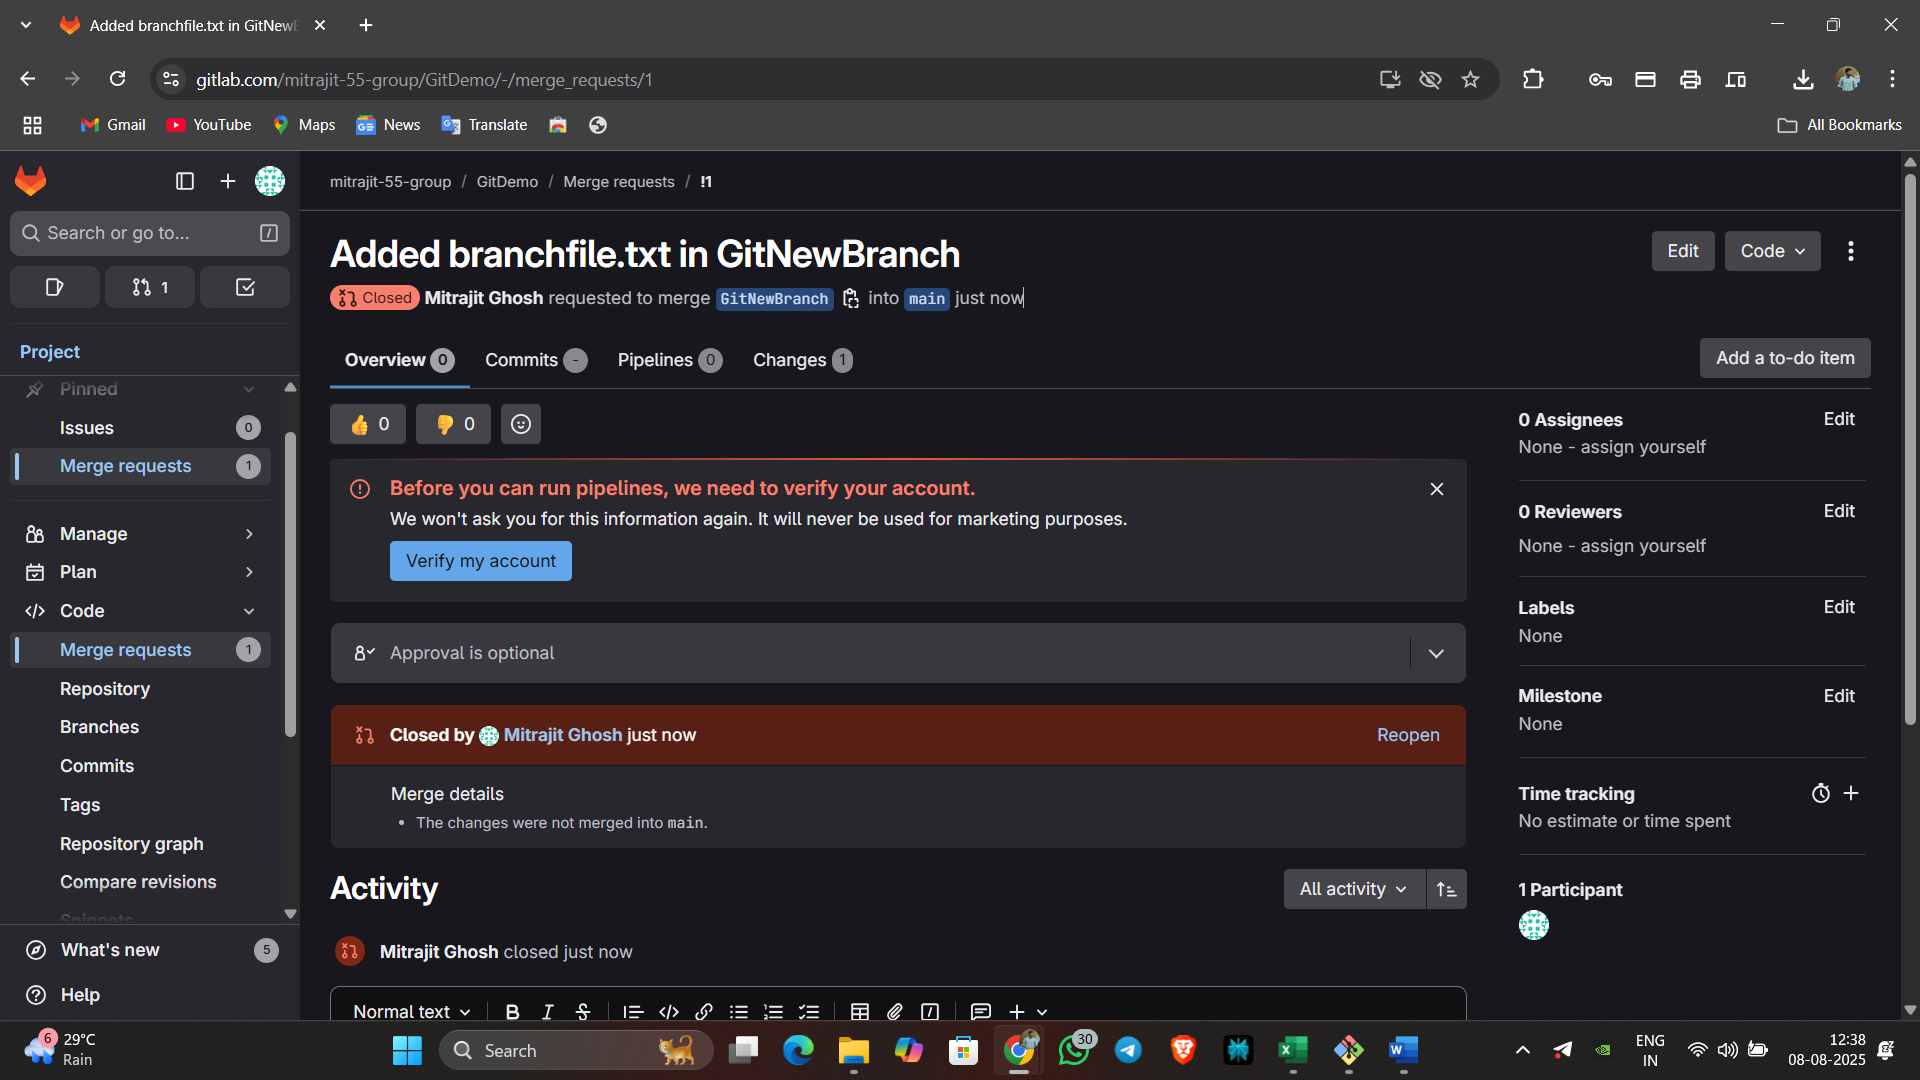 Added branchfile.txt in GitNewB
gitlab.com/mitrajit-55-group/GitDemo/-/merge_requests/1
Gmail
YouTube
Maps
News
Translate
All Bookmarks
mitrajit-55-group / GitDemo / Merge requests / !1
Search or go to...
/
1
Project
Pinned
Issues 0
Merge requests 1
Manage
Plan
Code
Merge requests 1
Repository
Branches
Commits
Tags
Repository graph
Compare revisions
Snippets
What's new 5
Help
Added branchfile.txt in GitNewBranch
Edit
Code
Closed Mitrajit Ghosh requested to merge GitNewBranch into main just now
Overview 0
Commits -
Pipelines 0
Changes 1
Add a to-do item
👍 0
👎 0
Before you can run pipelines, we need to verify your account.
We won't ask you for this information again. It will never be used for marketing purposes.
Verify my account
Approval is optional
Closed by Mitrajit Ghosh just now
Reopen
Merge details
• The changes were not merged into main.
Activity
All activity
Mitrajit Ghosh closed just now
Normal text
B I S
0 Assignees Edit
None - assign yourself
0 Reviewers Edit
None - assign yourself
Labels Edit
None
Milestone Edit
None
Time tracking
No estimate or time spent
1 Participant
6
29°C
Rain
Search
30
ENG
IN
12:38
08-08-2025